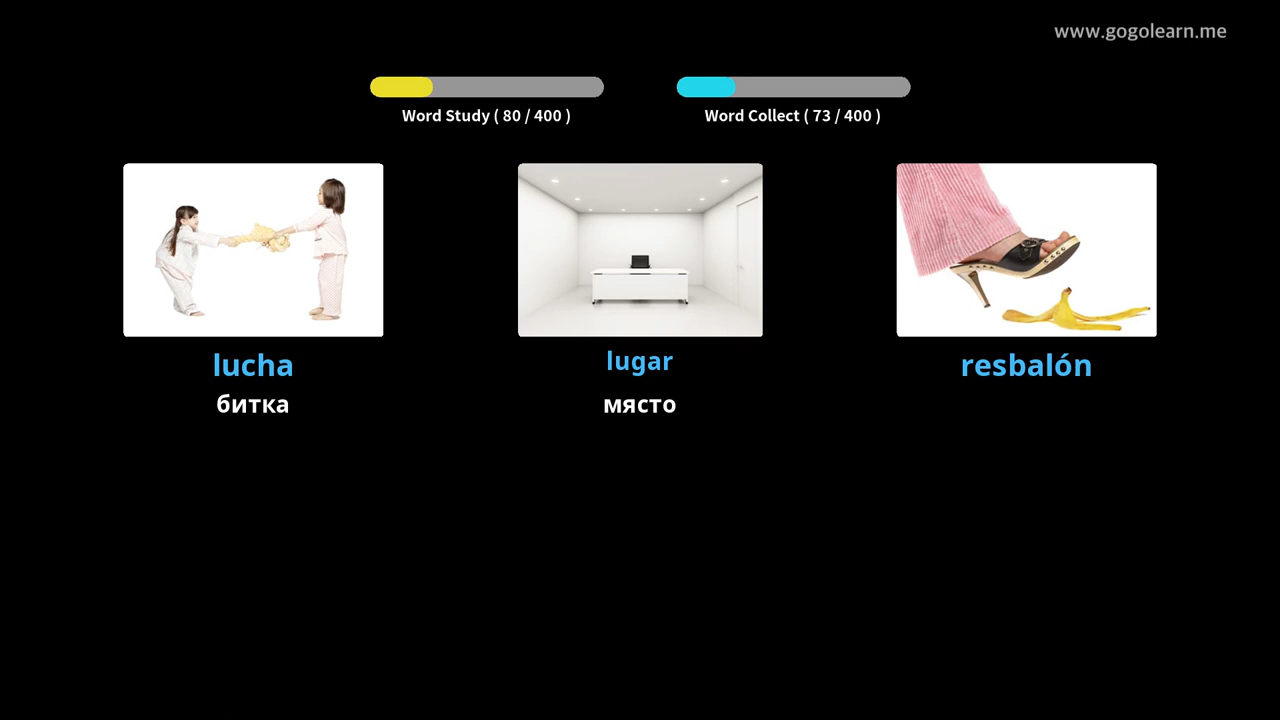 www.gogolearn.me
Word Study ( 80 / 400 )
Word Collect ( 73 / 400 )
lucha
битка
lugar
място
resbalón